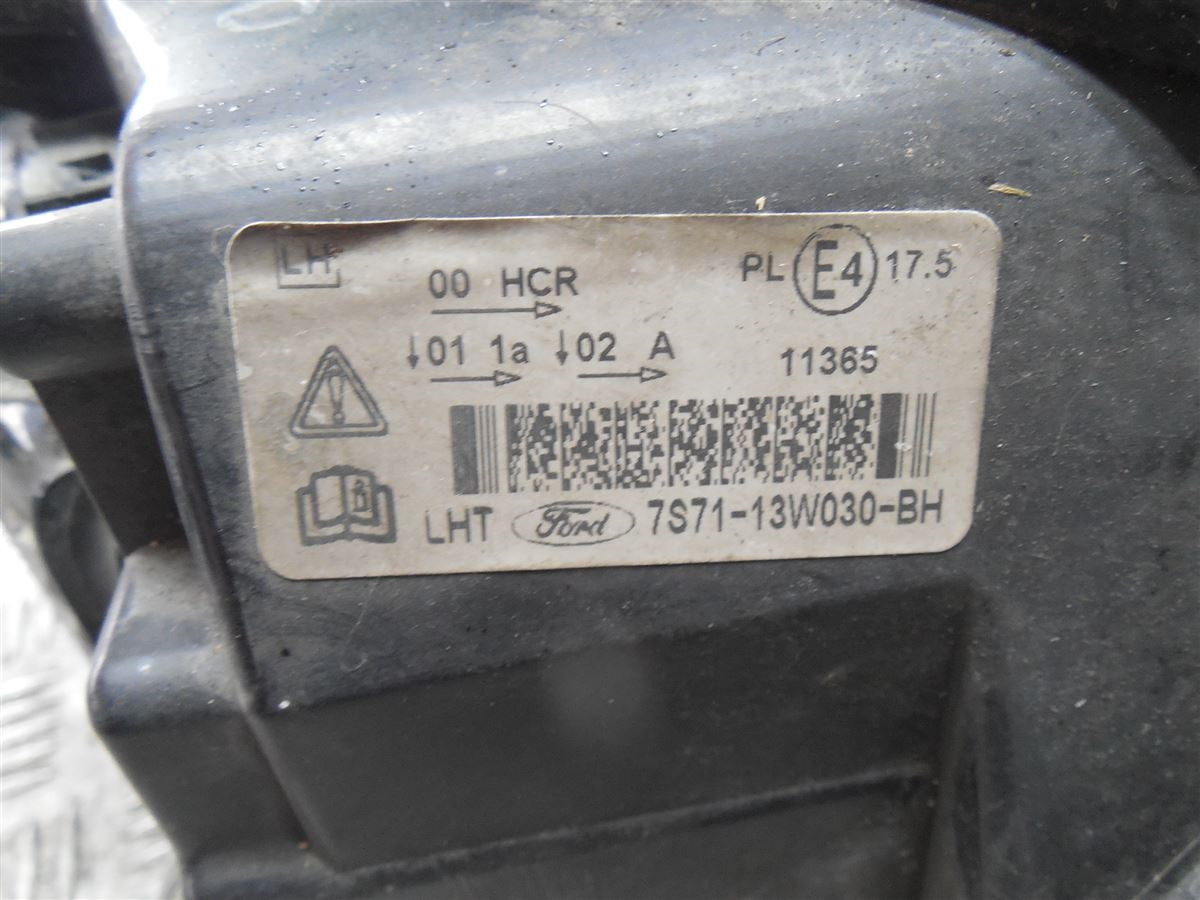 LH
00 HCR
PL E4 17.5
↓01 1a ↓02 A
11365
LHT Ford 7S71-13W030-BH